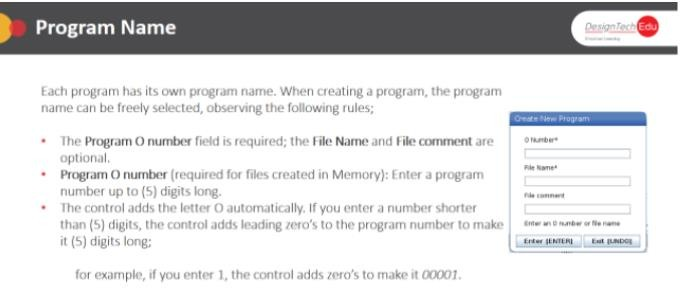 Program Name
DesignTech Edu
Each program has its own program name. When creating a program, the program
name can be freely selected, observing the following rules;
• The Program O number field is required; the File Name and File comment are
optional.
• Program O number (required for files created in Memory): Enter a program
number up to (5) digits long.
• The control adds the letter O automatically. If you enter a number shorter
than (5) digits, the control adds leading zero's to the program number to make
it (5) digits long;
for example, if you enter 1, the control adds zero's to make it 00001.
Create New Program
O Number*
File Name*
File comment
Enter an O number or file name
Enter [ENTER] Exit [UNDO]